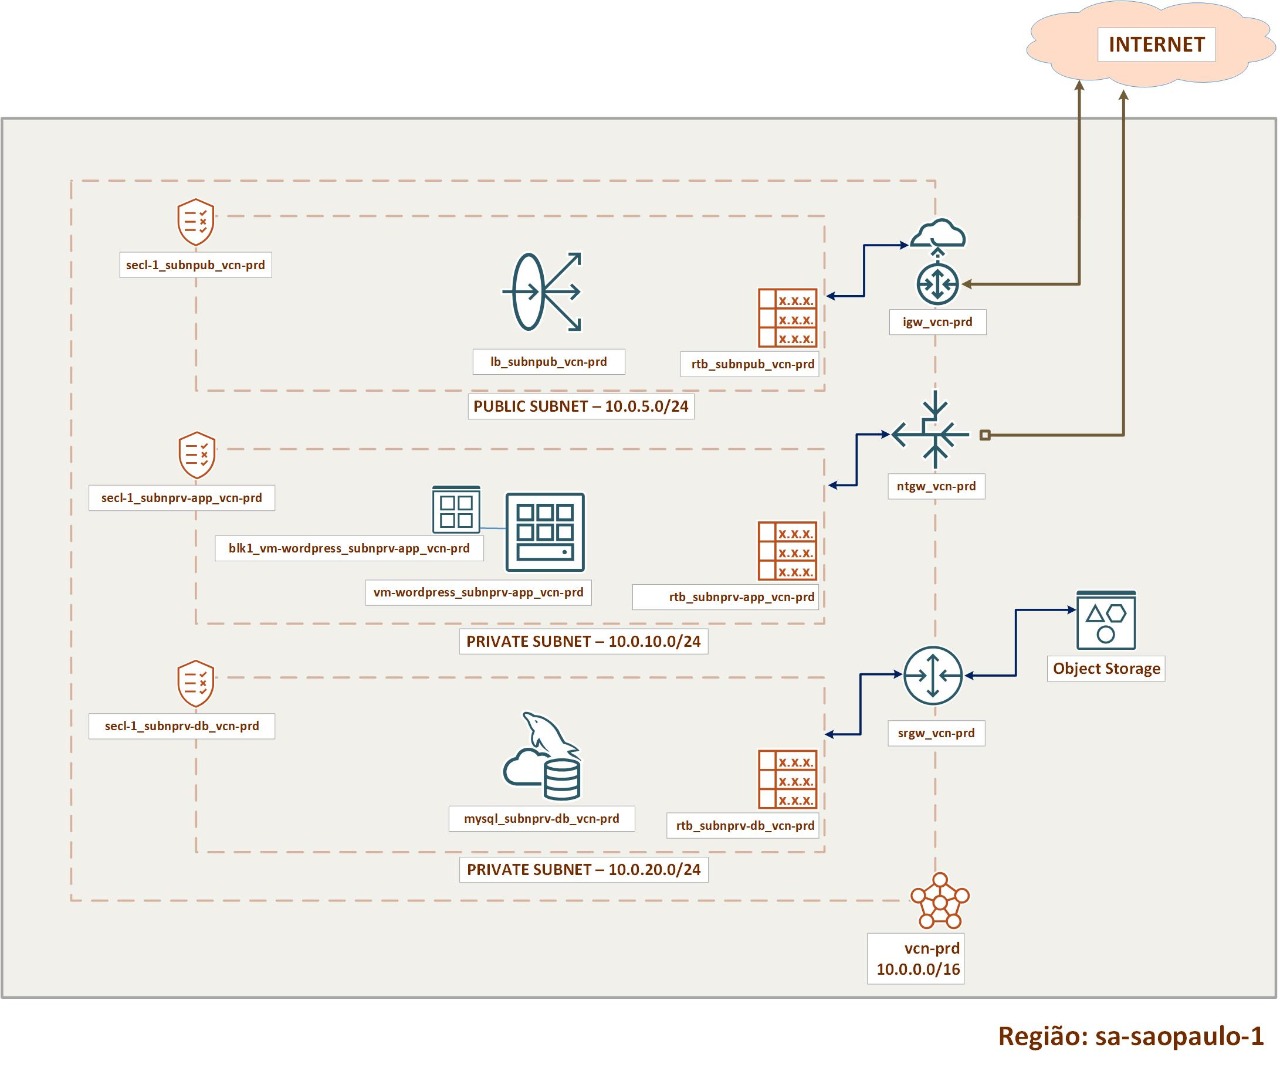 INTERNET
secl-1_subnpub_vcn-prd
x.x.x.
x.x.x.
x.x.x.
igw_vcn-prd
lb_subnpub_vcn-prd
rtb_subnpub_vcn-prd
PUBLIC SUBNET – 10.0.5.0/24
secl-1_subnprv-app_vcn-prd
ntgw_vcn-prd
blk1_vm-wordpress_subnprv-app_vcn-prd
x.x.x.
x.x.x.
x.x.x.
vm-wordpress_subnprv-app_vcn-prd
rtb_subnprv-app_vcn-prd
PRIVATE SUBNET – 10.0.10.0/24
Object Storage
secl-1_subnprv-db_vcn-prd
srgw_vcn-prd
x.x.x.
x.x.x.
x.x.x.
mysql_subnprv-db_vcn-prd
rtb_subnprv-db_vcn-prd
PRIVATE SUBNET – 10.0.20.0/24
vcn-prd
10.0.0.0/16
Região: sa-saopaulo-1